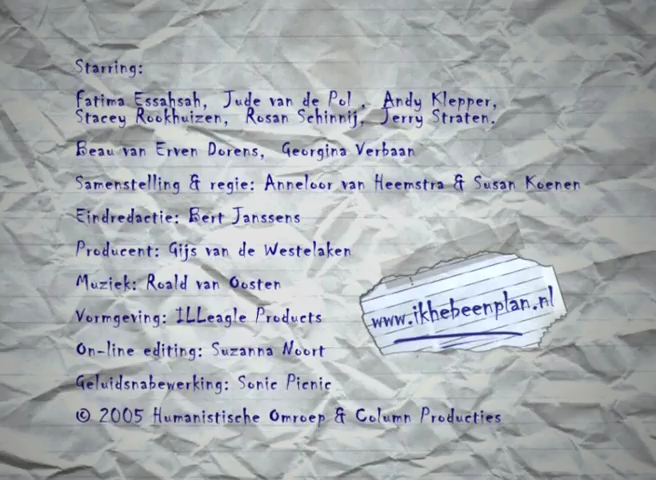 Starring:
Fatima Essahsah, Jude van de Pol , Andy Klepper,
Stacey Rookhuizen, Rosan Schinnij, Jerry Straten,
Beau van Erven Dorens, Georgina Verbaan
Samenstelling & regie: Anneloor van Heemstra & Susan Koenen
Eindredactie: Bert Janssens
Producent: Gijs van de Westelaken
Muziek: Roald van Oosten
Vormgeving: ILLeagle Products
On-line editing: Suzanna Noort
Geluidsnabewerking: Sonic Picnic
© 2005 Humanistische Omroep & Column Producties
www.ikhebeenplan.nl